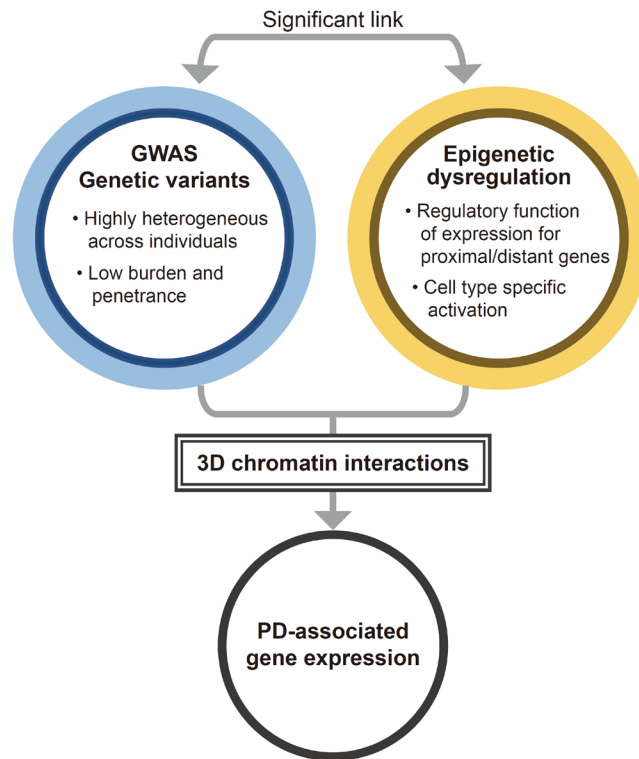 Significant link
GWAS
Genetic variants
• Highly heterogeneous
across individuals
• Low burden and
penetrance
Epigenetic
dysregulation
• Regulatory function
of expression for
proximal/distant genes
• Cell type specific
activation
3D chromatin interactions
PD-associated
gene expression